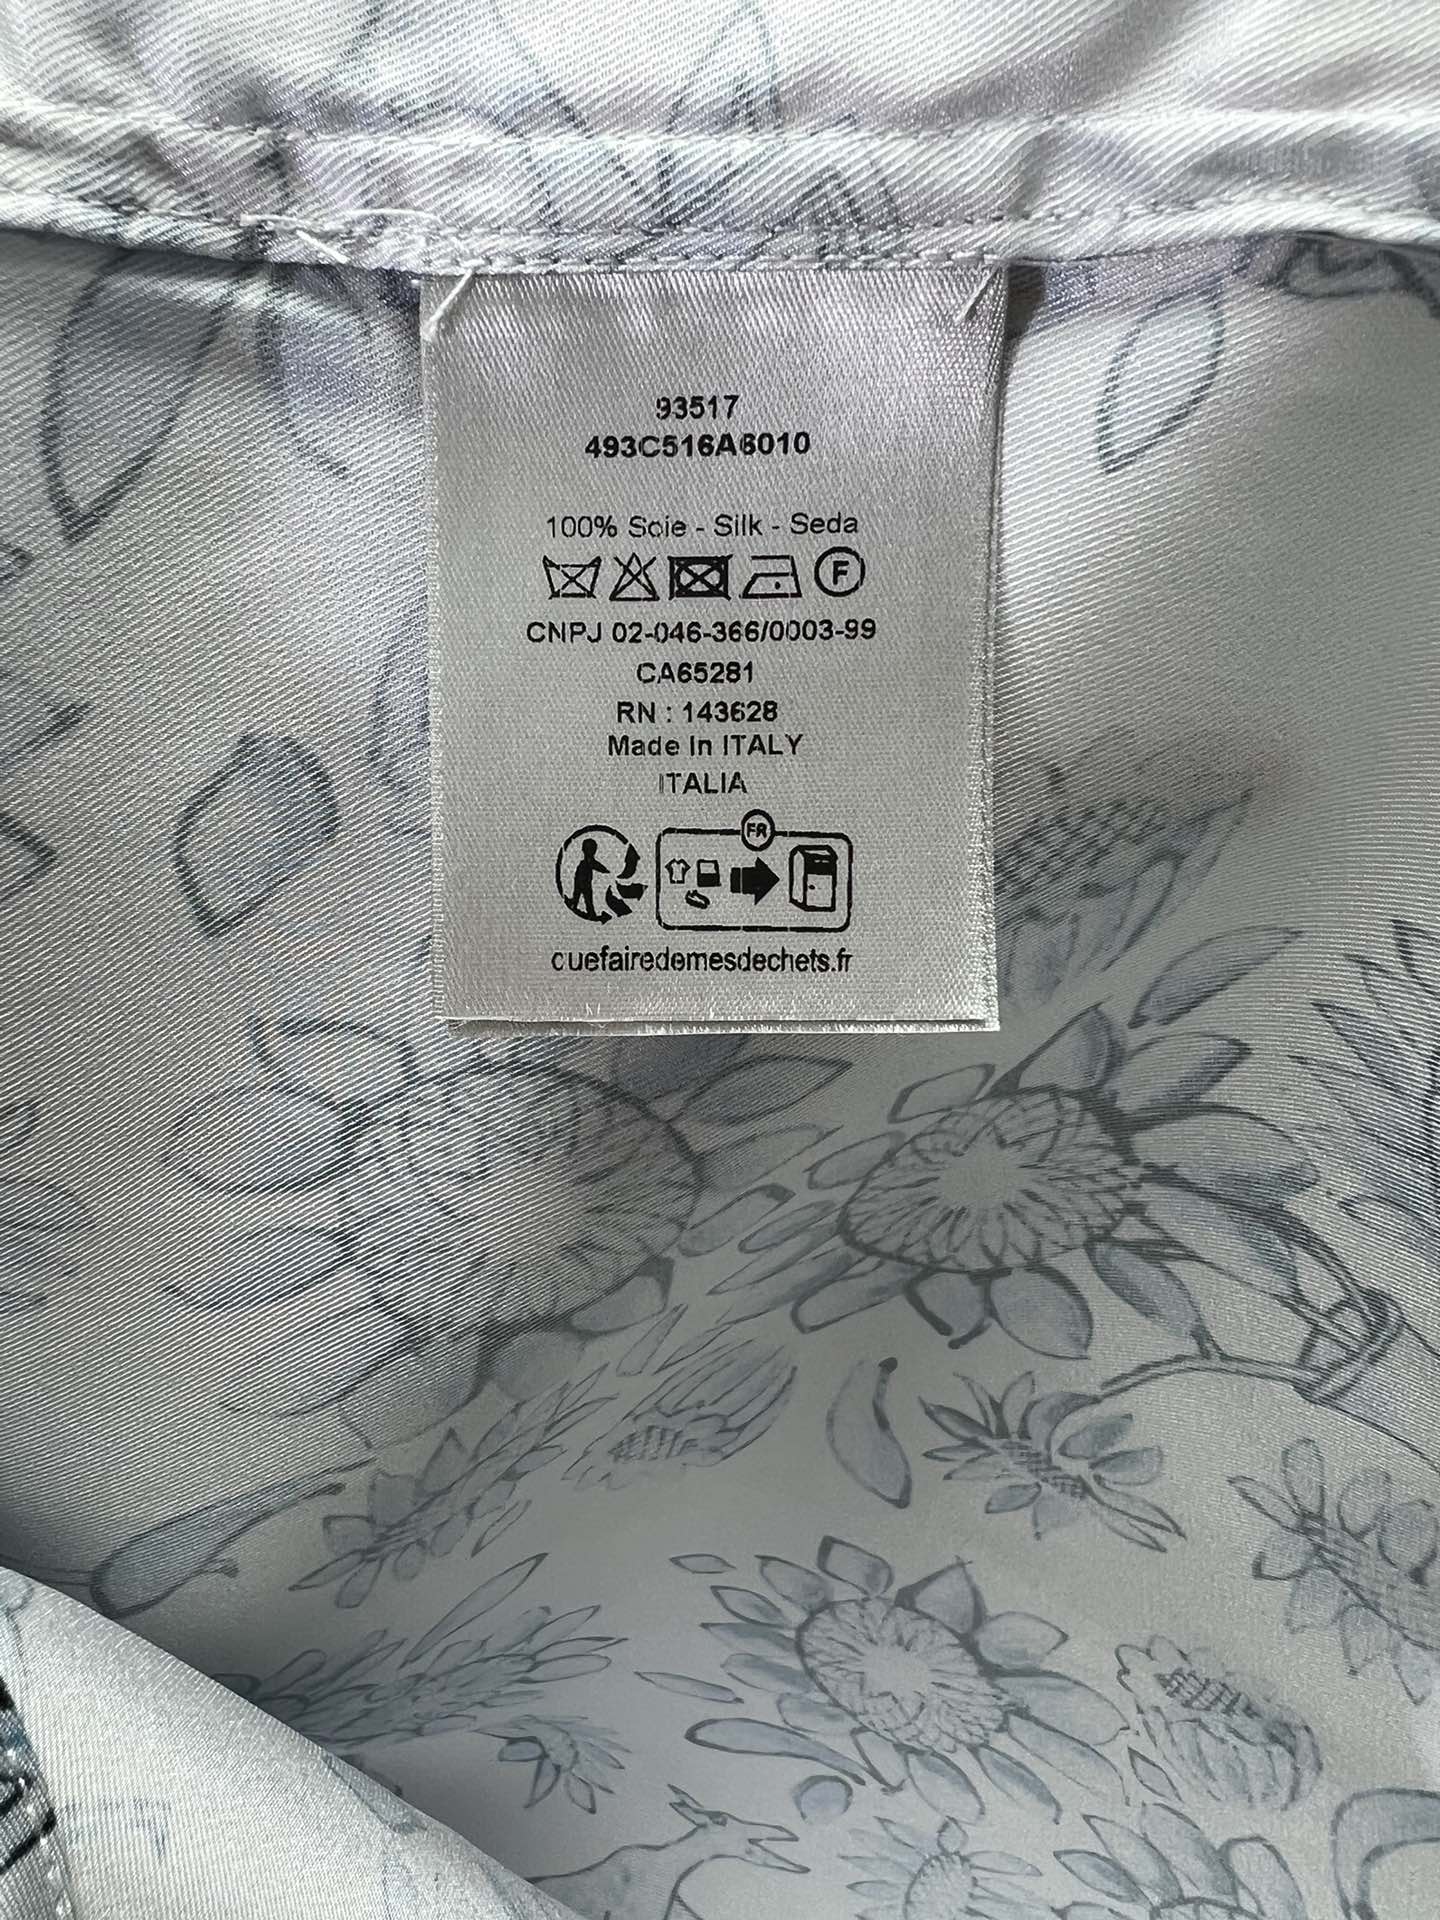 93517
493C516A6010
100% Soie - Silk - Seda
F
CNPJ 02-046-366/0003-99
CA65281
RN : 143628
Made In ITALY
ITALIA
FR
quefairedemesdechets.fr